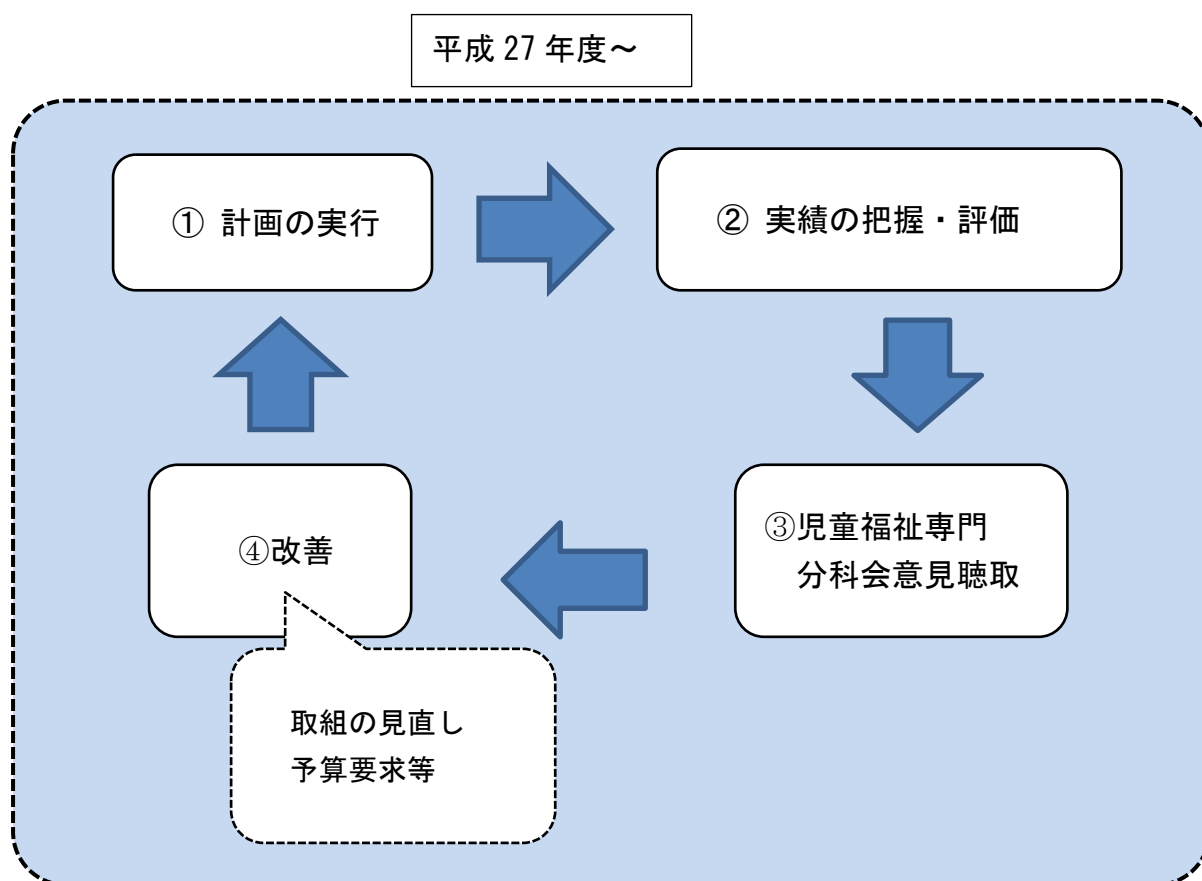 平成 27 年度~
① 計画の実行
② 実績の把握・評価
③児童福祉専門
分科会意見聴取
④改善
取組の見直し
予算要求等